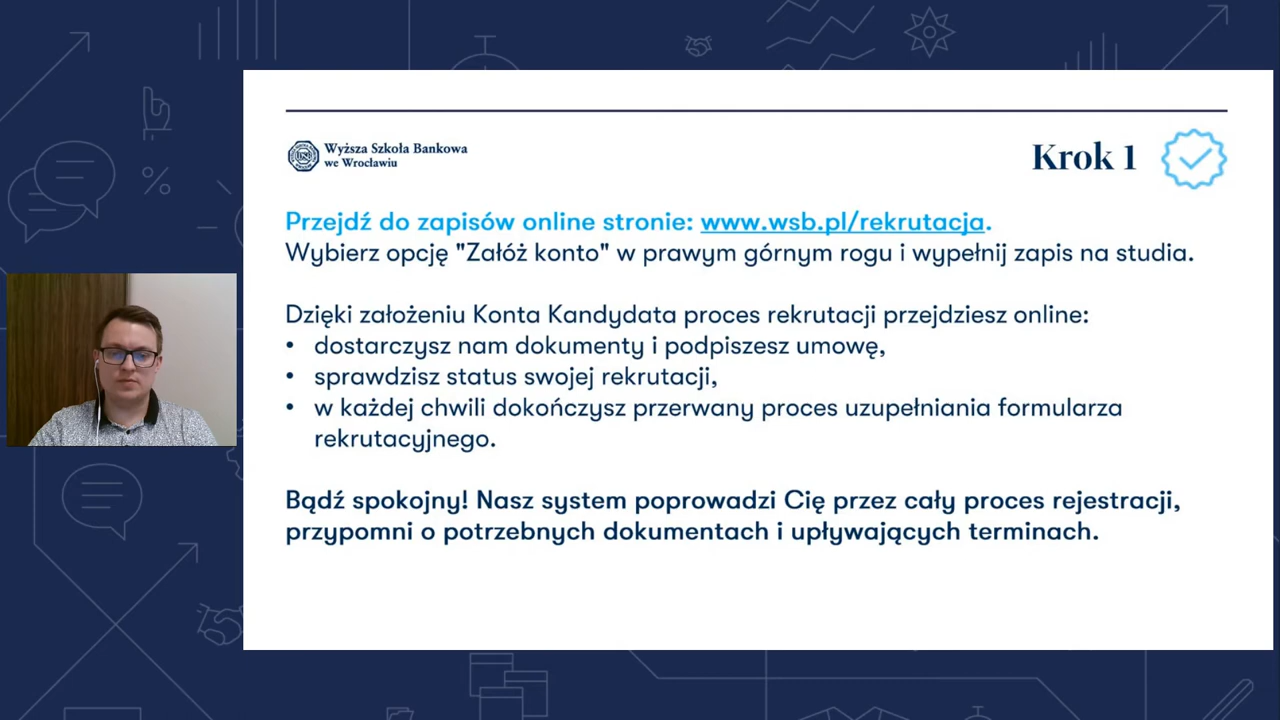 Wyższa Szkoła Bankowa
we Wrocławiu
Krok 1
Przejdź do zapisów online stronie: www.wsb.pl/rekrutacja.
Wybierz opcję "Załóż konto" w prawym górnym rogu i wypełnij zapis na studia.
Dzięki założeniu Konta Kandydata proces rekrutacji przejdziesz online:
• dostarczysz nam dokumenty i podpiszesz umowę,
• sprawdzisz status swojej rekrutacji,
• w każdej chwili dokończysz przerwany proces uzupełniania formularza
rekrutacyjnego.
Bądź spokojny! Nasz system poprowadzi Cię przez cały proces rejestracji,
przypomni o potrzebnych dokumentach i upływających terminach.